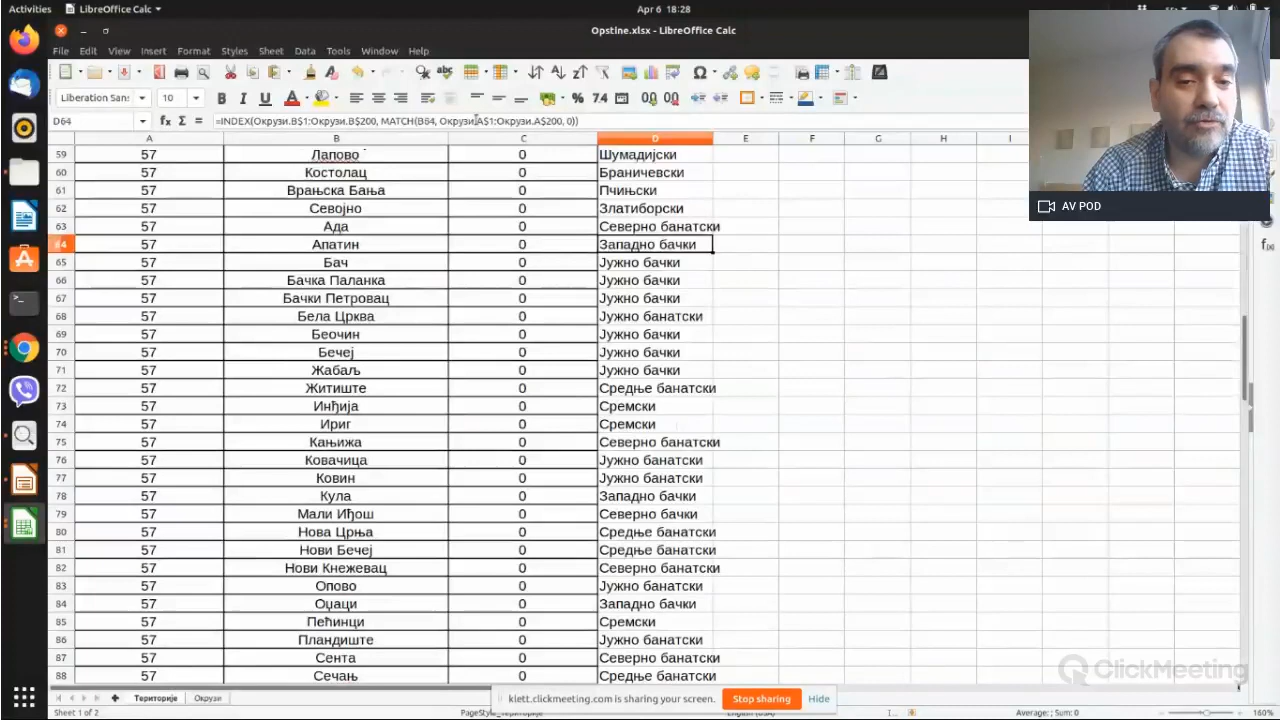 Activities LibreOffice Calc Apr 6 18:28
Opstine.xlsx - LibreOffice Calc
File Edit View Insert Format Styles Sheet Data Tools Window Help
Liberation Sans 10
D64 =INDEX(Окрузи.B$1:Окрузи.B$200, MATCH(B64, Окрузи.A$1:Окрузи.A$200, 0))
A B C D E F G H I
59 57 Лапово 0 Шумадијски
60 57 Костолац 0 Браничевски
61 57 Врањска Бања 0 Пчињски
62 57 Севојно 0 Златиборски
63 57 Ада 0 Северно банатски
64 57 Апатин 0 Западно бачки
65 57 Бач 0 Јужно бачки
66 57 Бачка Паланка 0 Јужно бачки
67 57 Бачки Петровац 0 Јужно бачки
68 57 Бела Црква 0 Јужно банатски
69 57 Беочин 0 Јужно бачки
70 57 Бечеј 0 Јужно бачки
71 57 Жабаљ 0 Јужно бачки
72 57 Житиште 0 Средње банатски
73 57 Инђија 0 Сремски
74 57 Ириг 0 Сремски
75 57 Кањижа 0 Северно банатски
76 57 Ковачица 0 Јужно банатски
77 57 Ковин 0 Јужно банатски
78 57 Кула 0 Западно бачки
79 57 Мали Иђош 0 Северно бачки
80 57 Нова Црња 0 Средње банатски
81 57 Нови Бечеј 0 Средње банатски
82 57 Нови Кнежевац 0 Северно банатски
83 57 Опово 0 Јужно банатски
84 57 Оџаци 0 Западно бачки
85 57 Пећинци 0 Сремски
86 57 Пландиште 0 Јужно банатски
87 57 Сента 0 Северно банатски
88 57 Сечањ 0 Средње банатски
AV POD
ClickMeeting
Територије Окрузи
klett.clickmeeting.com is sharing your screen. Stop sharing Hide
Sheet 1 of 2 Average: ; Sum: 0 160%